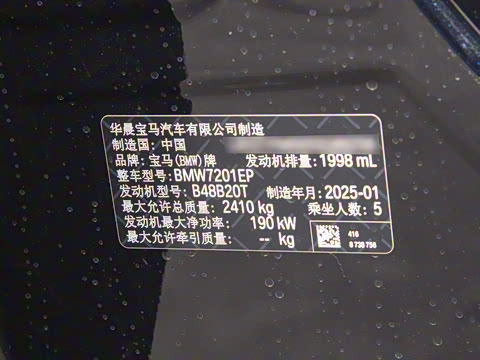 华晨宝马汽车有限公司制造
制造国: 中国
品牌: 宝马(BMW)牌 发动机排量: 1998 mL
整车型号: BMW7201EP
发动机型号: B48B20T 制造年月: 2025-01
最大允许总质量: 2410 kg 乘坐人数: 5
发动机最大净功率: 190 kW
最大允许牵引质量: -- kg
416
8 738 756